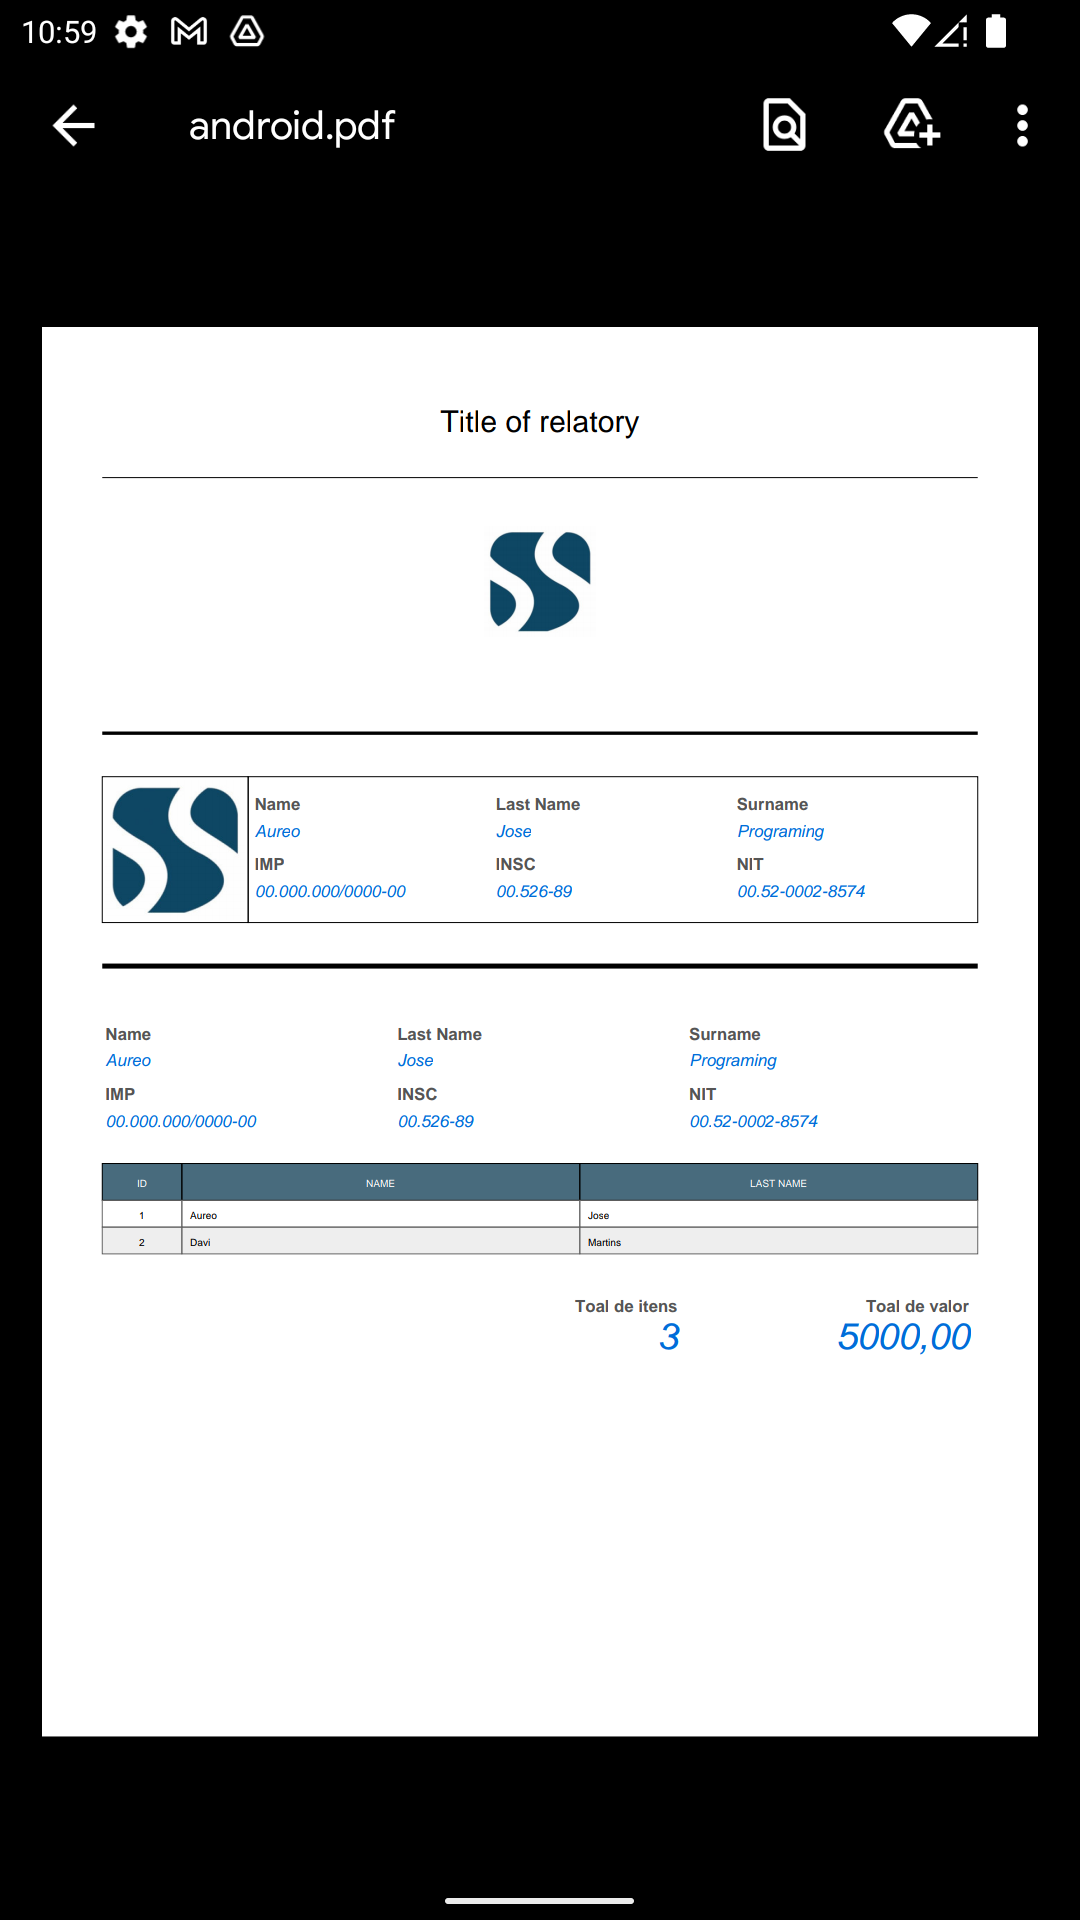 10:59
android.pdf
Title of relatory
Name Last Name Surname
Aureo Jose Programing
IMP INSC NIT
00.000.000/0000-00 00.526-89 00.52-0002-8574
Name Last Name Surname
Aureo Jose Programing
IMP INSC NIT
00.000.000/0000-00 00.526-89 00.52-0002-8574
ID NAME LAST NAME
1 Aureo Jose
2 Davi Martins
Toal de itens Toal de valor
3 5000,00